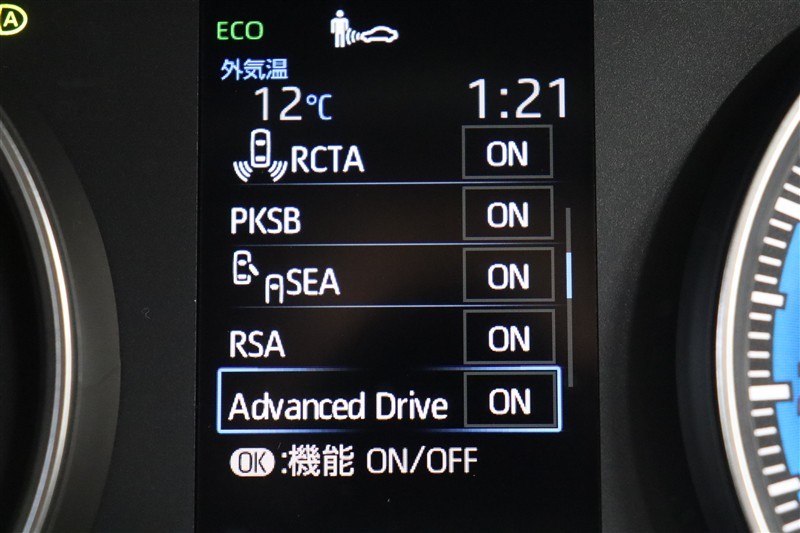 A
ECO
外気温
12℃ 1:21
RCTA ON
PKSB ON
SEA ON
RSA ON
Advanced Drive ON
OK:機能 ON/OFF